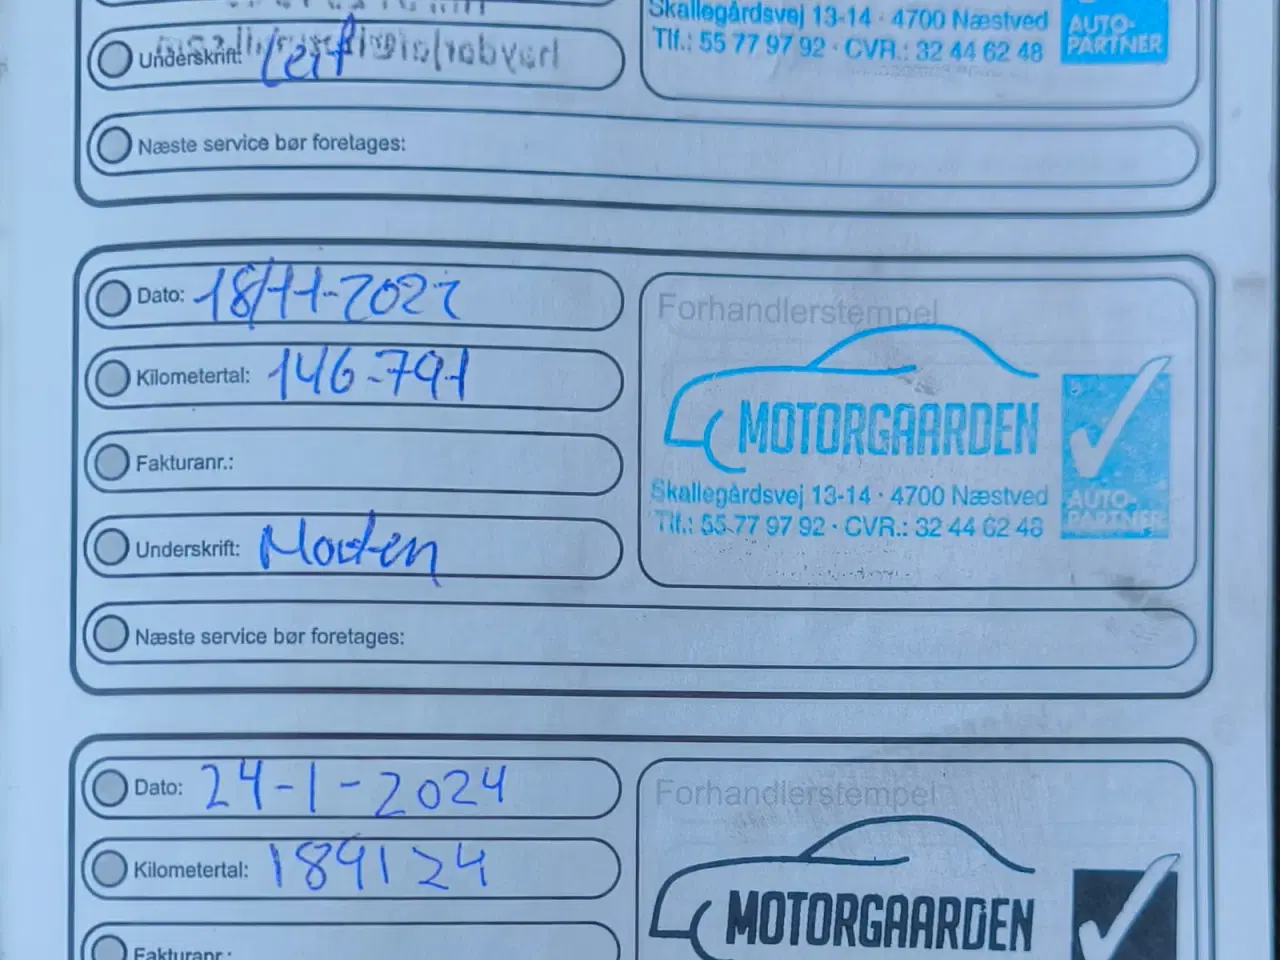 Underskrift: Leif
Skallegårdsvej 13-14 · 4700 Næstved
Tlf.: 55 77 97 92 · CVR.: 32 44 62 48
AUTO-
PARTNER
Næste service bør foretages:
Dato: 18/11-2022
Kilometertal: 146.791
Fakturanr.:
Underskrift: Morten
Næste service bør foretages:
Forhandlerstempel
MOTORGAARDEN
Skallegårdsvej 13-14 · 4700 Næstved
Tlf.: 55 77 97 92 · CVR.: 32 44 62 48
AUTO-
PARTNER
Dato: 24-1-2024
Kilometertal: 189124
Fakturanr.:
Forhandlerstempel
MOTORGAARDEN